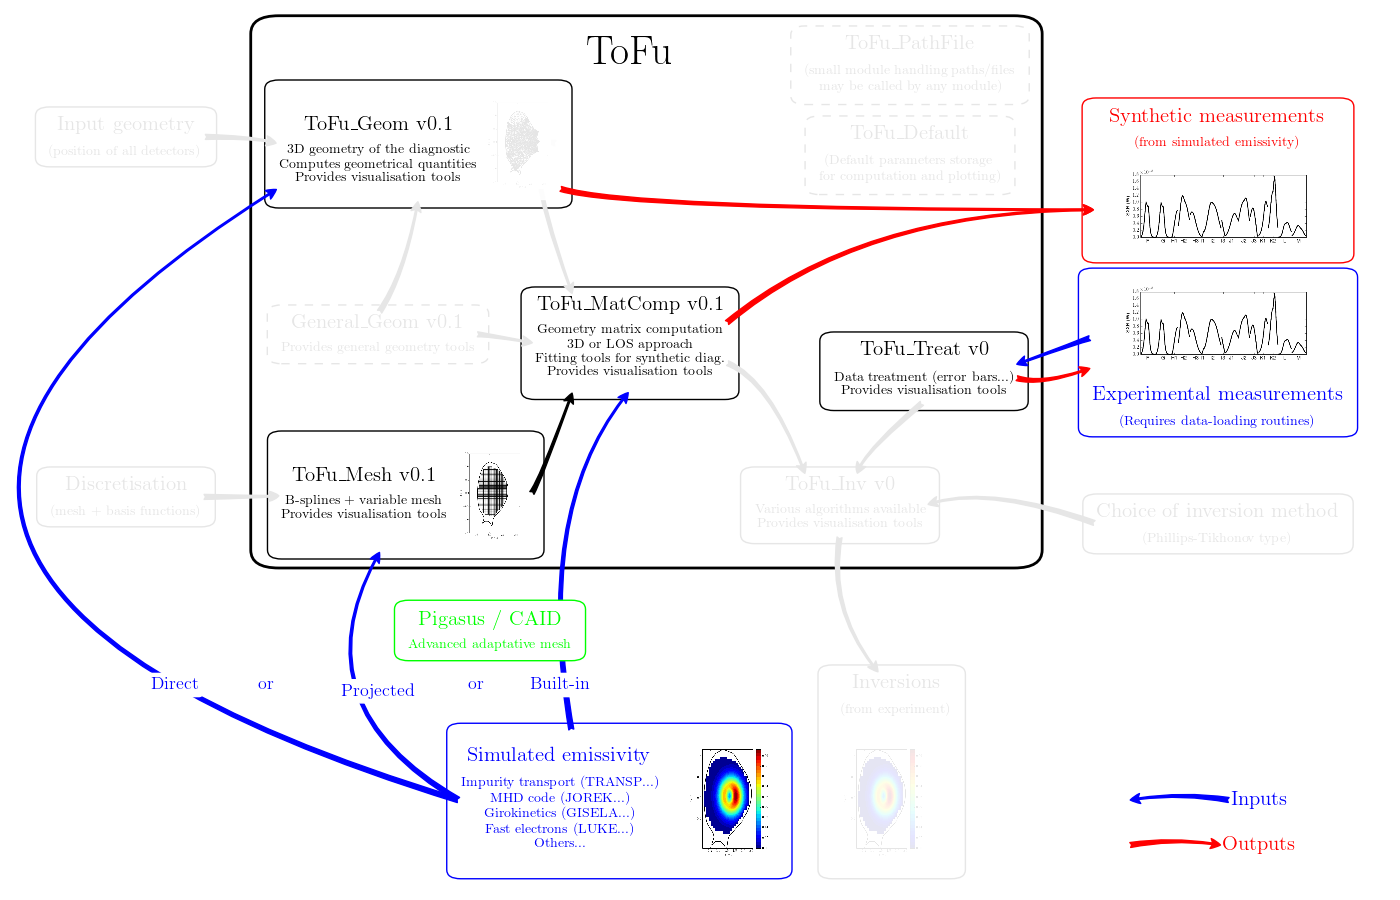 ToFu
ToFu_PathFile
(small module handling paths/files
may be called by any module)
Input geometry
(position of all detectors)
ToFu_Geom v0.1
3D geometry of the diagnostic
Computes geometrical quantities
Provides visualisation tools
ToFu_Default
(Default parameters storage
for computation and plotting)
Synthetic measurements
(from simulated emissivity)
General_Geom v0.1
Provides general geometry tools
ToFu_MatComp v0.1
Geometry matrix computation
3D or LOS approach
Fitting tools for synthetic diag.
Provides visualisation tools
ToFu_Treat v0
Data treatment (error bars...)
Provides visualisation tools
Experimental measurements
(Requires data-loading routines)
Discretisation
(mesh + basis functions)
ToFu_Mesh v0.1
B-splines + variable mesh
Provides visualisation tools
ToFu_Inv v0
Various algorithms available
Provides visualisation tools
Choice of inversion method
(Phillips-Tikhonov type)
Pigasus / CAID
Advanced adaptative mesh
Direct or Projected or Built-in
Simulated emissivity
Impurity transport (TRANSP...)
MHD code (JOREK...)
Girokinetics (GISELA...)
Fast electrons (LUKE...)
Others...
Inversions
(from experiment)
Inputs
Outputs